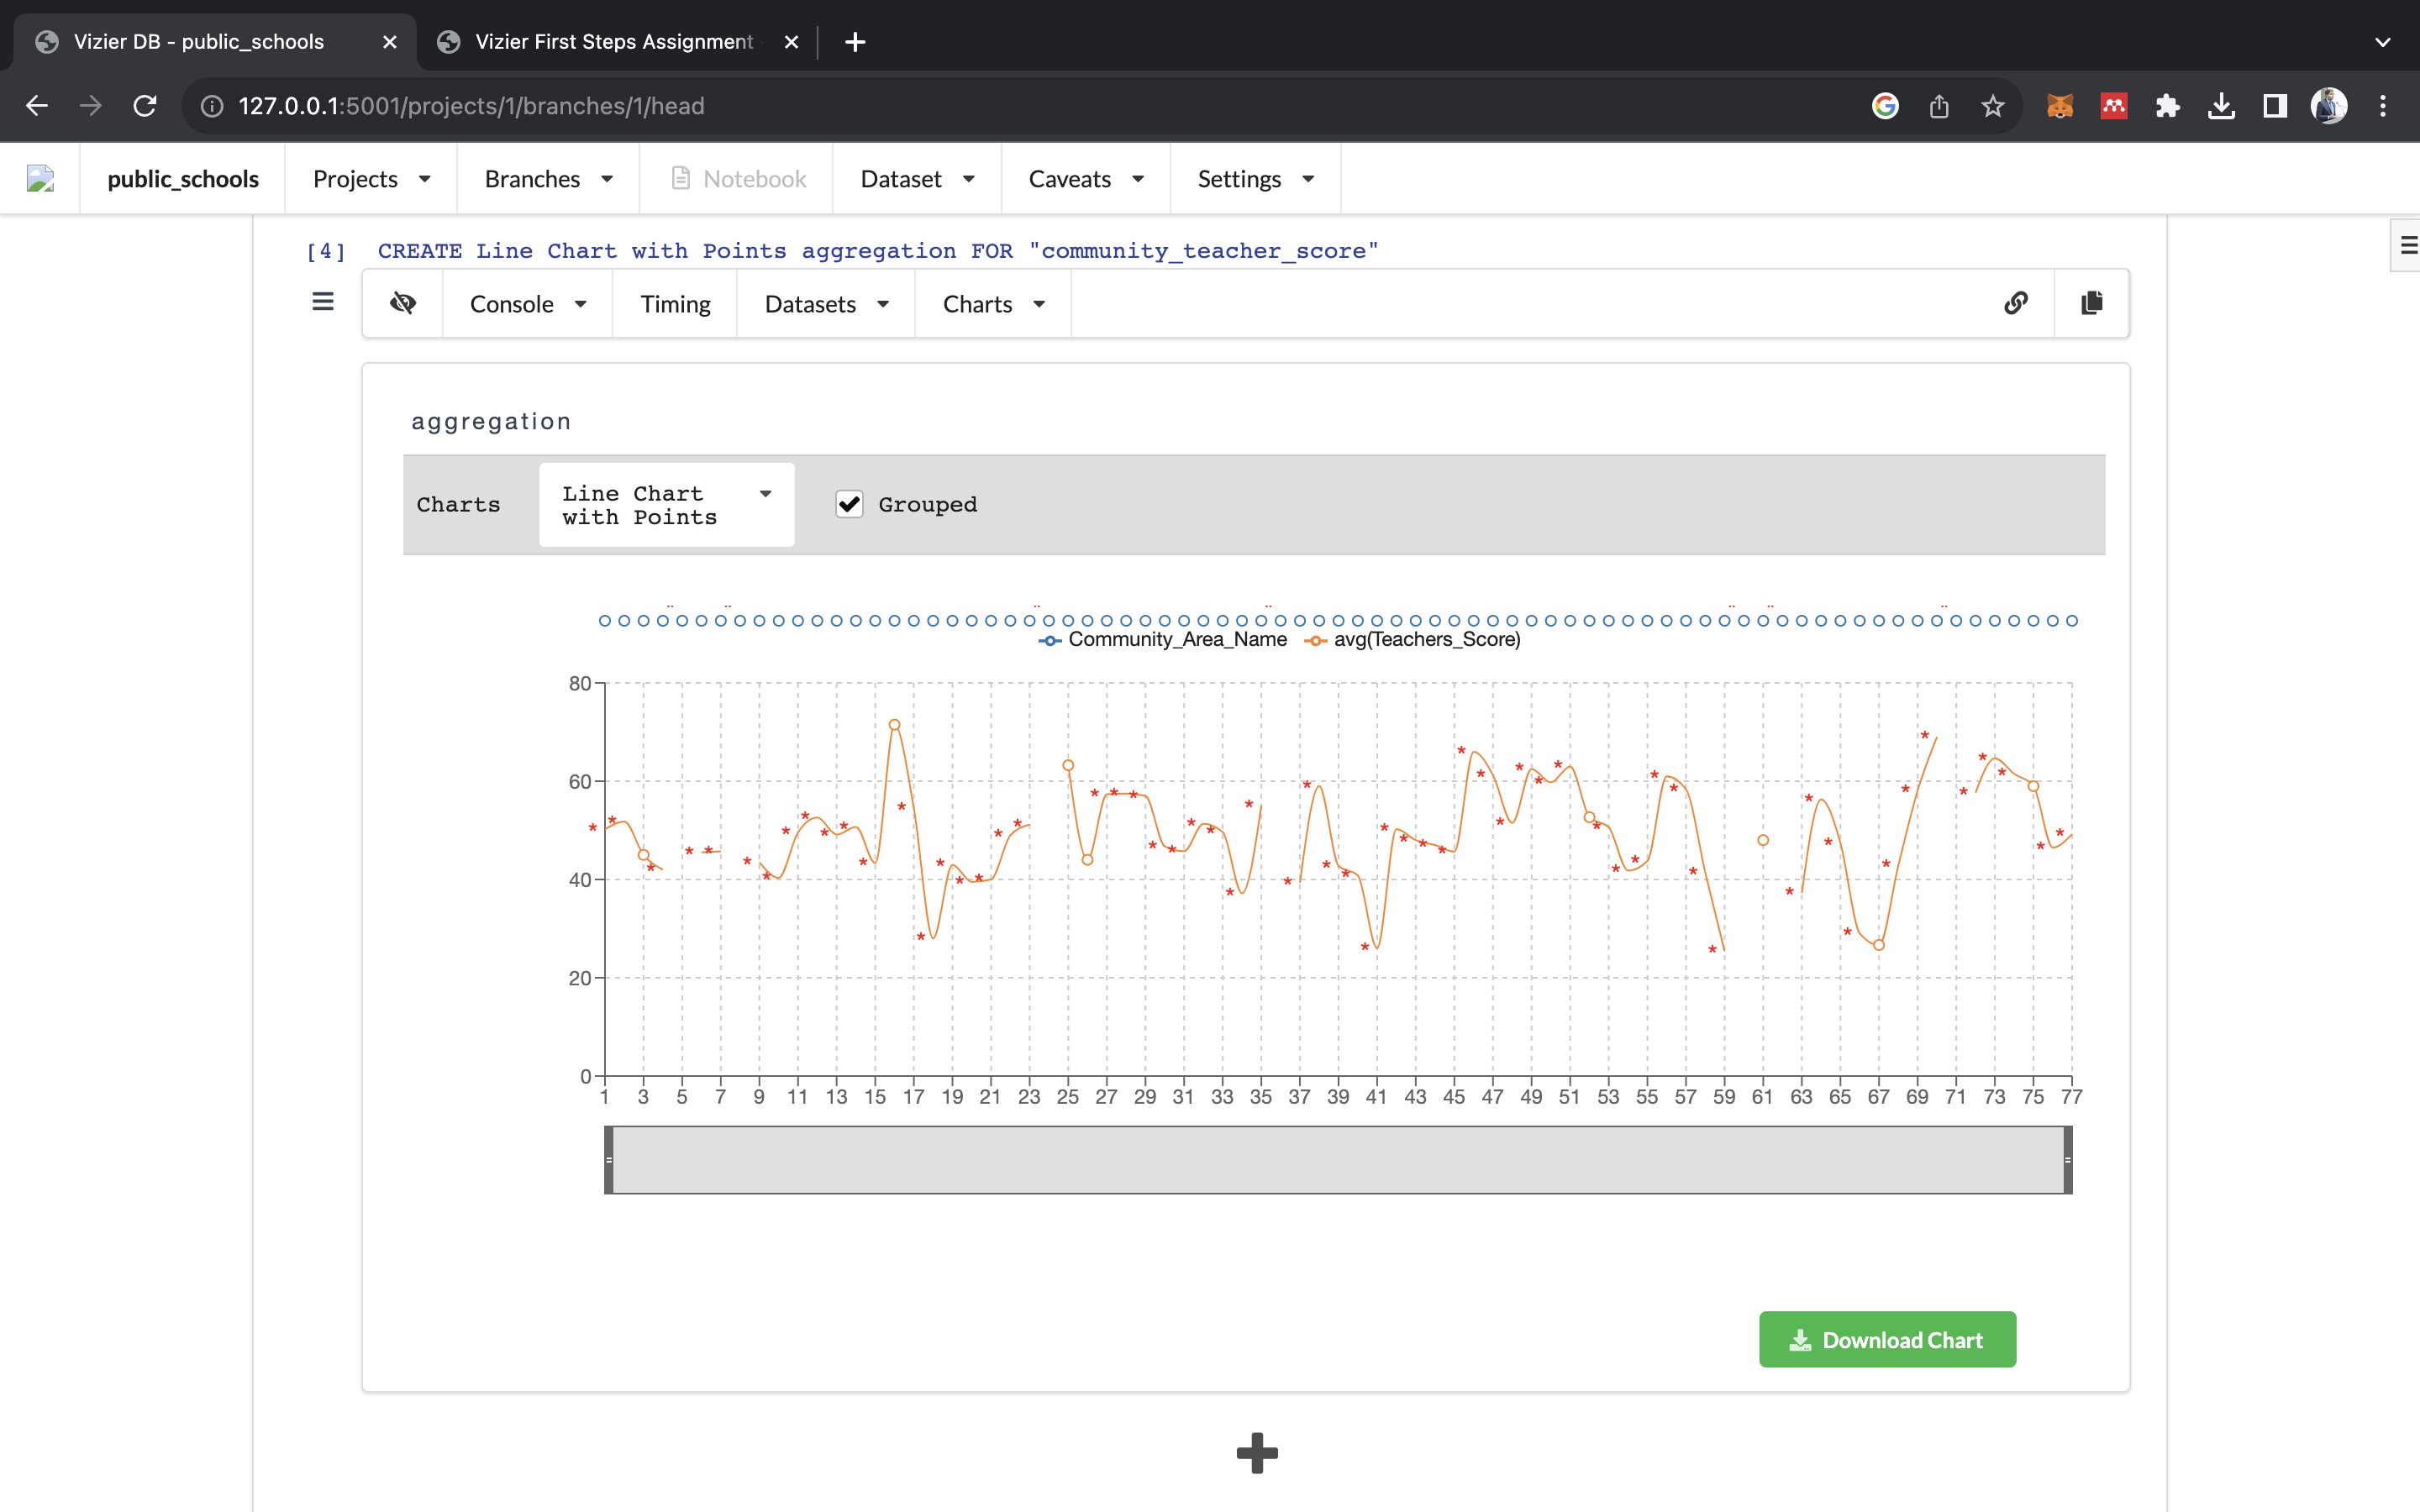 Vizier DB - public_schools
Vizier First Steps Assignment
127.0.0.1:5001/projects/1/branches/1/head
public_schools Projects Branches Notebook Dataset Caveats Settings
[4] CREATE Line Chart with Points aggregation FOR "community_teacher_score"
Console Timing Datasets Charts
aggregation
Charts Line Chart with Points Grouped
Community_Area_Name avg(Teachers_Score)
80
60
40
20
0
1 3 5 7 9 11 13 15 17 19 21 23 25 27 29 31 33 35 37 39 41 43 45 47 49 51 53 55 57 59 61 63 65 67 69 71 73 75 77
Download Chart